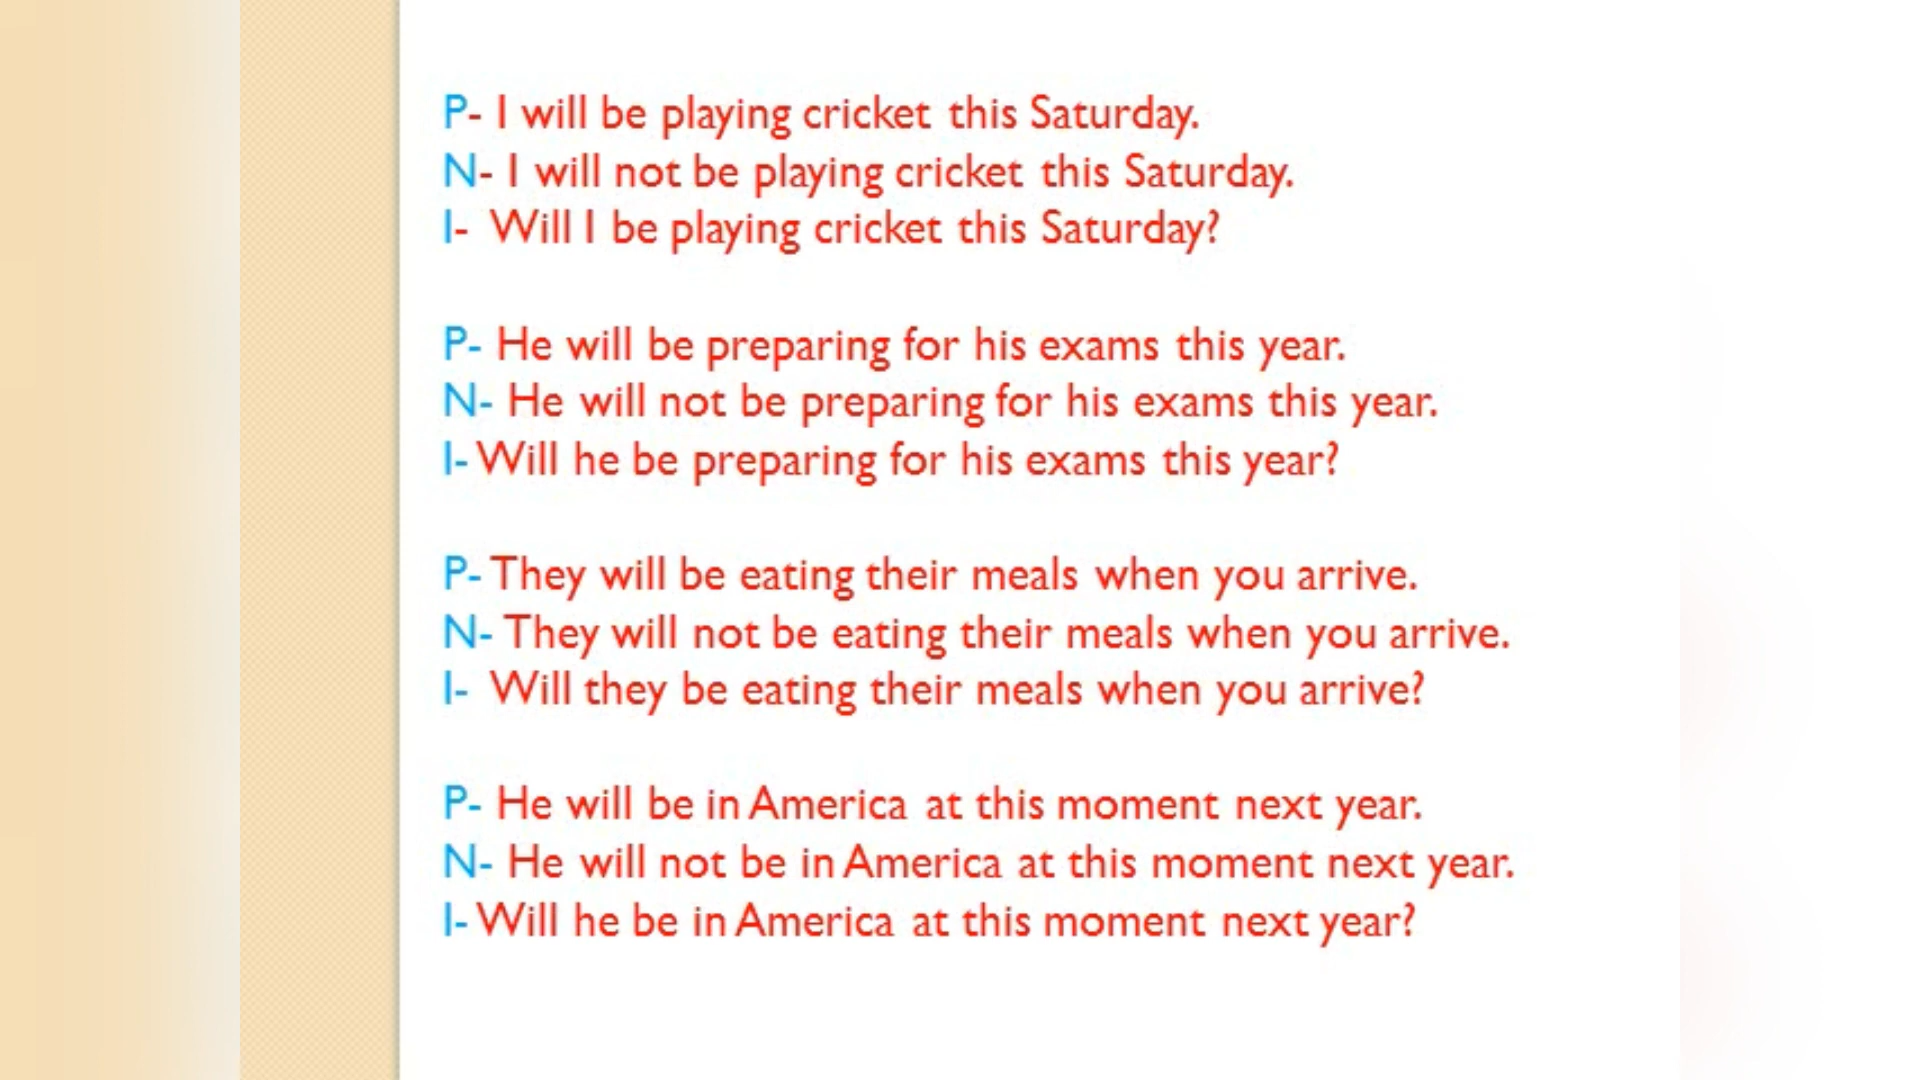 P- I will be playing cricket this Saturday.
N- I will not be playing cricket this Saturday.
I- Will I be playing cricket this Saturday?
P- He will be preparing for his exams this year.
N- He will not be preparing for his exams this year.
I- Will he be preparing for his exams this year?
P- They will be eating their meals when you arrive.
N- They will not be eating their meals when you arrive.
I- Will they be eating their meals when you arrive?
P- He will be in America at this moment next year.
N- He will not be in America at this moment next year.
I- Will he be in America at this moment next year?